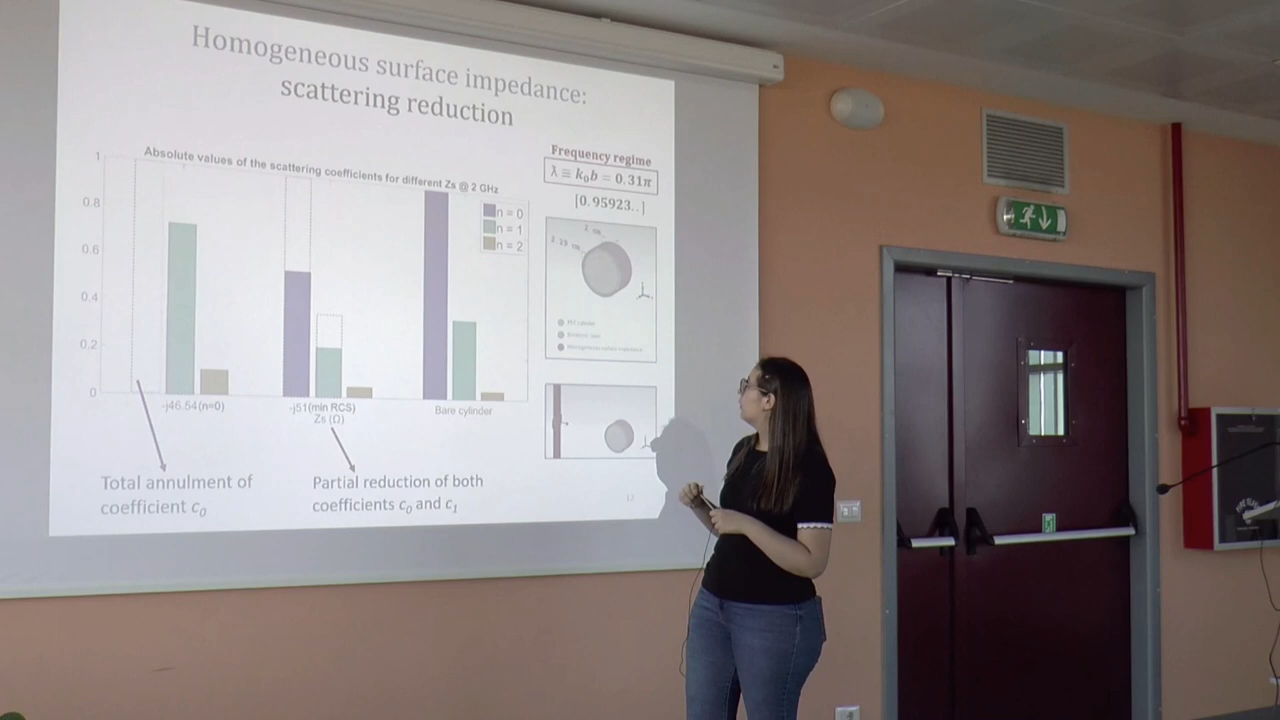 Homogeneous surface impedance:
scattering reduction
Absolute values of the scattering coefficients for different Zs @ 2 GHz
1
0.8
0.6
0.4
0.2
0
n = 0
n = 1
n = 2
-j46.54(n=0)
-j51(min RCS)
Bare cylinder
Zs (Ω)
Total annulment of
coefficient c₀
Partial reduction of both
coefficients c₀ and c₁
Frequency regime
λ ≡ k₀b = 0.31π
[0.95923..]
PEC cylinder
12